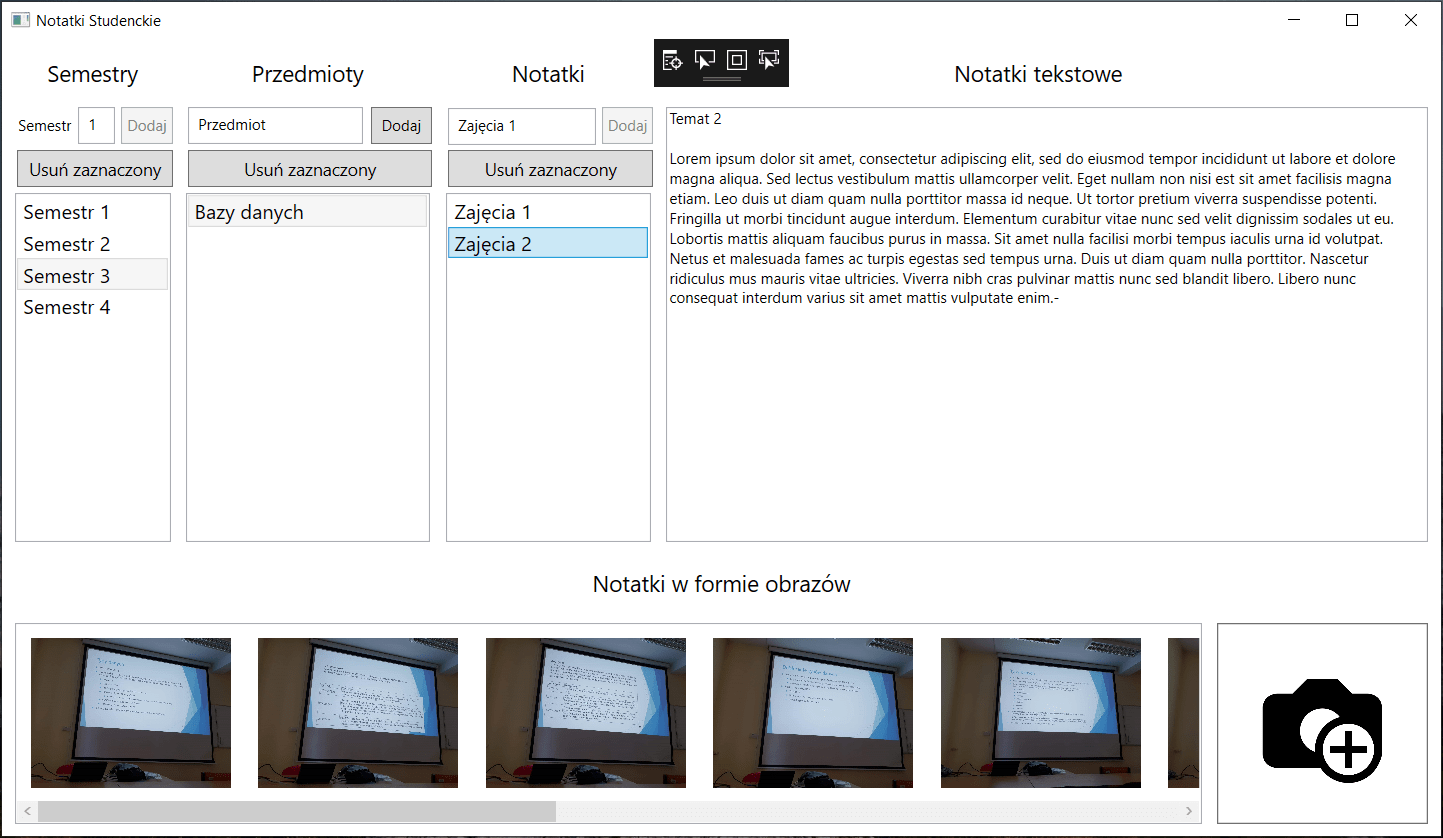 Notatki Studenckie
Semestry
Przedmioty
Notatki
Notatki tekstowe
Semestr 1 Dodaj
Przedmiot Dodaj
Zajęcia 1 Dodaj
Usuń zaznaczony
Usuń zaznaczony
Usuń zaznaczony
Semestr 1
Semestr 2
Semestr 3
Semestr 4
Bazy danych
Zajęcia 1
Zajęcia 2
Temat 2
Lorem ipsum dolor sit amet, consectetur adipiscing elit, sed do eiusmod tempor incididunt ut labore et dolore
magna aliqua. Sed lectus vestibulum mattis ullamcorper velit. Eget nullam non nisi est sit amet facilisis magna
etiam. Leo duis ut diam quam nulla porttitor massa id neque. Ut tortor pretium viverra suspendisse potenti.
Fringilla ut morbi tincidunt augue interdum. Elementum curabitur vitae nunc sed velit dignissim sodales ut eu.
Lobortis mattis aliquam faucibus purus in massa. Sit amet nulla facilisi morbi tempus iaculis urna id volutpat.
Netus et malesuada fames ac turpis egestas sed tempus urna. Duis ut diam quam nulla porttitor. Nascetur
ridiculus mus mauris vitae ultricies. Viverra nibh cras pulvinar mattis nunc sed blandit libero. Libero nunc
consequat interdum varius sit amet mattis vulputate enim.-
Notatki w formie obrazów